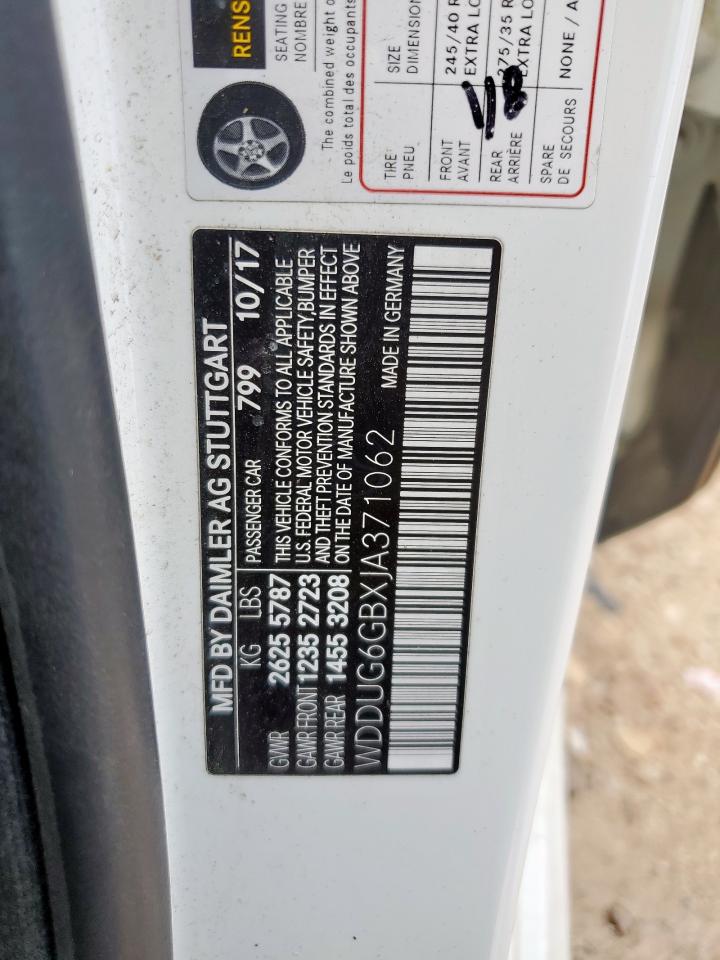 RENS
SEATING
NOMBRE
The combined weight o
Le poids total des occupants
TIRE SIZE
PNEU DIMENSION
FRONT 245/40 R
AVANT EXTRA LO
REAR 275/35 R
ARRIÈRE EXTRA LO
SPARE NONE / A
DE SECOURS
MFD BY DAIMLER AG STUTTGART
KG LBS PASSENGER CAR 799 10/17
GVWR 2625 5787 THIS VEHICLE CONFORMS TO ALL APPLICABLE
GAWR FRONT 1235 2723 U.S. FEDERAL MOTOR VEHICLE SAFETY,BUMPER
GAWR REAR 1455 3208 AND THEFT PREVENTION STANDARDS IN EFFECT
ON THE DATE OF MANUFACTURE SHOWN ABOVE
WDDUG6GBXJA371062 MADE IN GERMANY